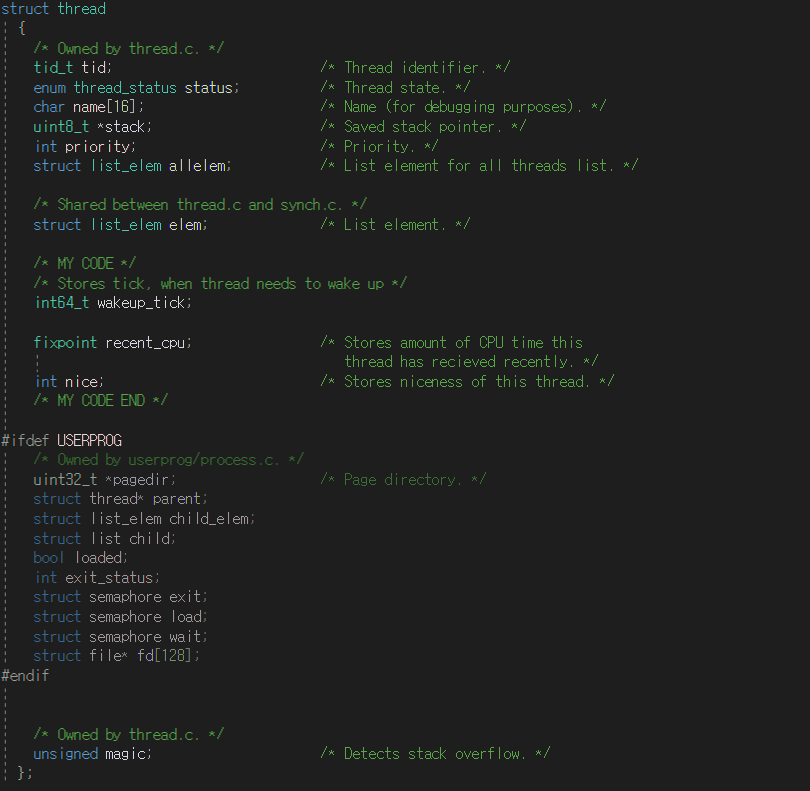 struct thread
{
/* Owned by thread.c. */
tid_t tid; /* Thread identifier. */
enum thread_status status; /* Thread state. */
char name[16]; /* Name (for debugging purposes). */
uint8_t *stack; /* Saved stack pointer. */
int priority; /* Priority. */
struct list_elem allelem; /* List element for all threads list. */
/* Shared between thread.c and synch.c. */
struct list_elem elem; /* List element. */
/* MY CODE */
/* Stores tick, when thread needs to wake up */
int64_t wakeup_tick;
fixpoint recent_cpu; /* Stores amount of CPU time this
thread has recieved recently. */
int nice; /* Stores niceness of this thread. */
/* MY CODE END */
#ifdef USERPROG
/* Owned by userprog/process.c. */
uint32_t *pagedir; /* Page directory. */
struct thread* parent;
struct list_elem child_elem;
struct list child;
bool loaded;
int exit_status;
struct semaphore exit;
struct semaphore load;
struct semaphore wait;
struct file* fd[128];
#endif
/* Owned by thread.c. */
unsigned magic; /* Detects stack overflow. */
};